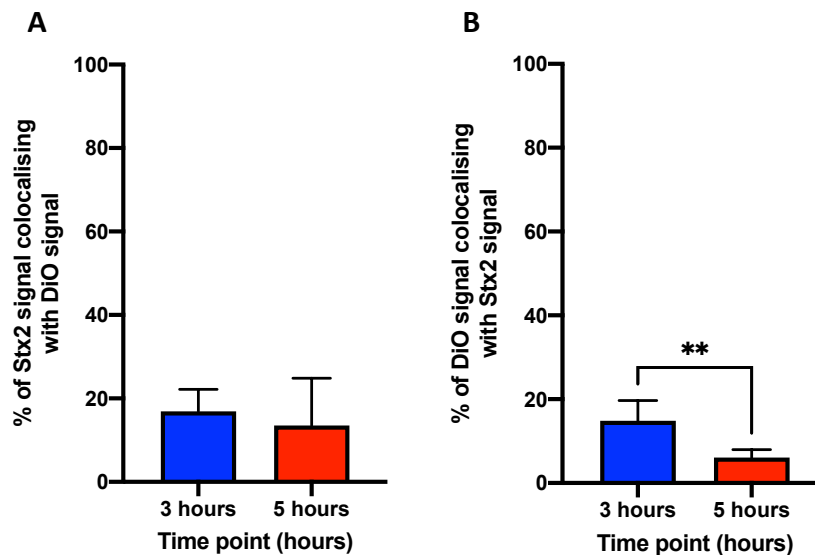 A
% of Stx2 signal colocalising
with DiO signal
100
80
60
40
20
0
3 hours
5 hours
Time point (hours)
B
% of DiO signal colocalising
with Stx2 signal
100
80
60
40
20
0
**
3 hours
5 hours
Time point (hours)